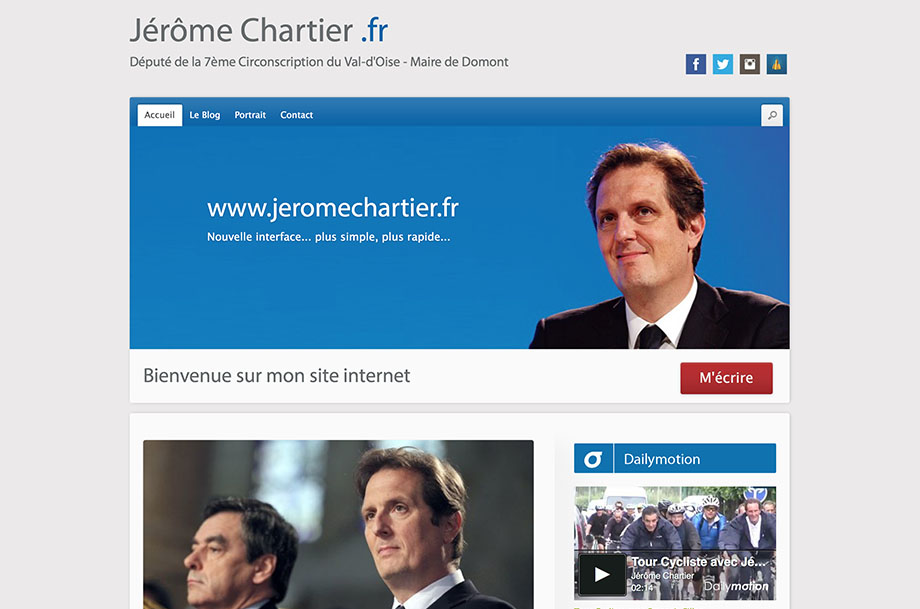 Jérôme Chartier .fr
Député de la 7ème Circonscription du Val-d'Oise - Maire de Domont
Accueil Le Blog Portrait Contact
www.jeromechartier.fr
Nouvelle interface... plus simple, plus rapide...
Bienvenue sur mon site internet
M'écrire
Dailymotion
Tour Cycliste avec Jé...
Jérôme Chartier
02:14
Dailymotion